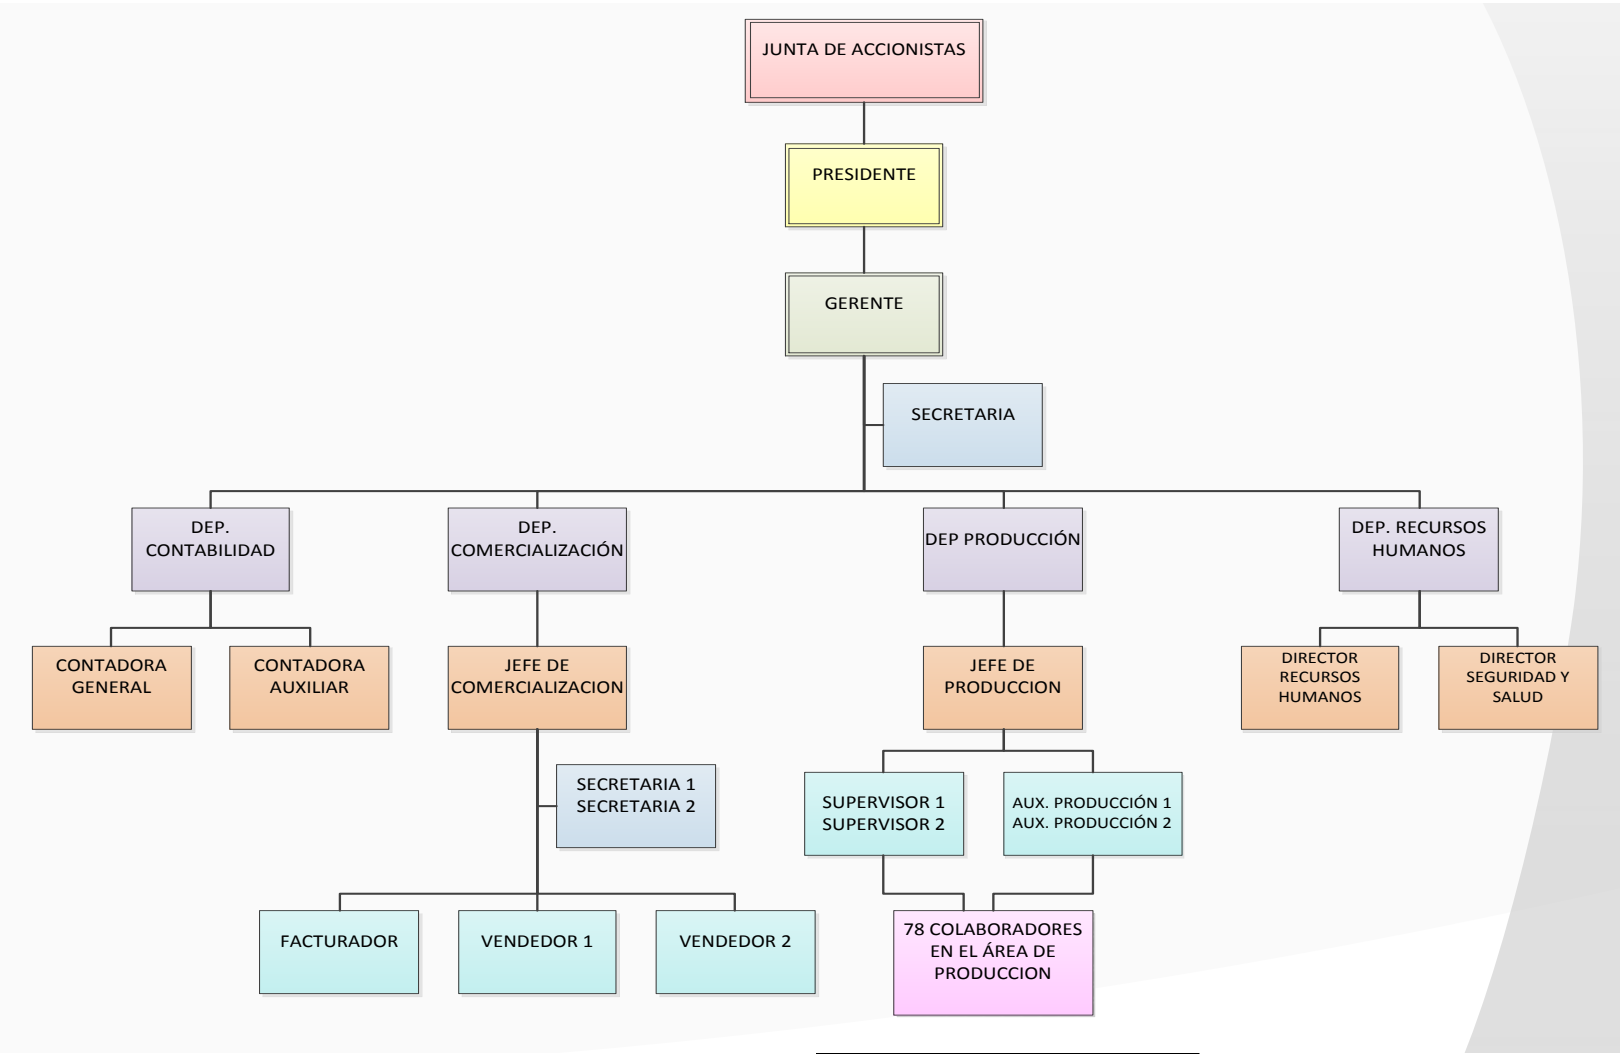 JUNTA DE ACCIONISTAS
PRESIDENTE
GERENTE
SECRETARIA
DEP.
CONTABILIDAD
DEP.
COMERCIALIZACIÓN
DEP PRODUCCIÓN
DEP. RECURSOS
HUMANOS
CONTADORA
GENERAL
CONTADORA
AUXILIAR
JEFE DE
COMERCIALIZACION
JEFE DE
PRODUCCION
DIRECTOR
RECURSOS
HUMANOS
DIRECTOR
SEGURIDAD Y
SALUD
SECRETARIA 1
SECRETARIA 2
SUPERVISOR 1
SUPERVISOR 2
AUX. PRODUCCIÓN 1
AUX. PRODUCCIÓN 2
FACTURADOR
VENDEDOR 1
VENDEDOR 2
78 COLABORADORES
EN EL ÁREA DE
PRODUCCION